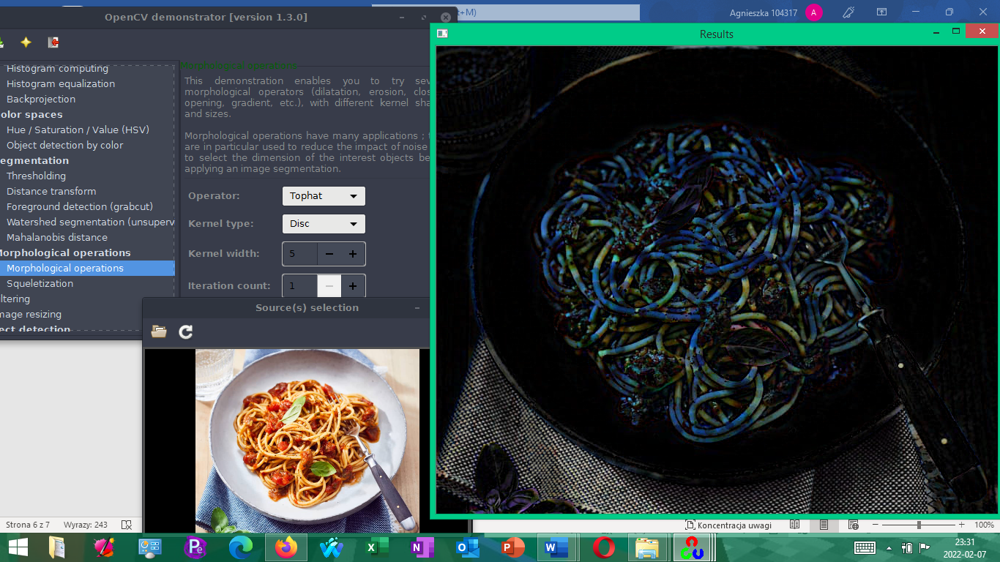 OpenCV demonstrator [version 1.3.0]
t+M)
Agnieszka 104317
A
Results
Histogram computing
Histogram equalization
Backprojection
olor spaces
Hue / Saturation / Value (HSV)
Object detection by color
egmentation
Thresholding
Distance transform
Foreground detection (grabcut)
Watershed segmentation (unsuperv
Mahalanobis distance
Morphological operations
Morphological operations
Squeletization
ltering
mage resizing
ect detection
Morphological operations
This demonstration enables you to try sev
morphological operators (dilatation, erosion, clos
opening, gradient, etc.), with different kernel sha
and sizes.
Morphological operations have many applications ; t
are in particular used to reduce the impact of noise
to select the dimension of the interest objects be
applying an image segmentation.
Operator:
Tophat
Kernel type:
Disc
Kernel width:
5
Iteration count:
1
Source(s) selection
Strona 6 z 7
Wyrazy: 243
Koncentracja uwagi
100%
23:31
2022-02-07